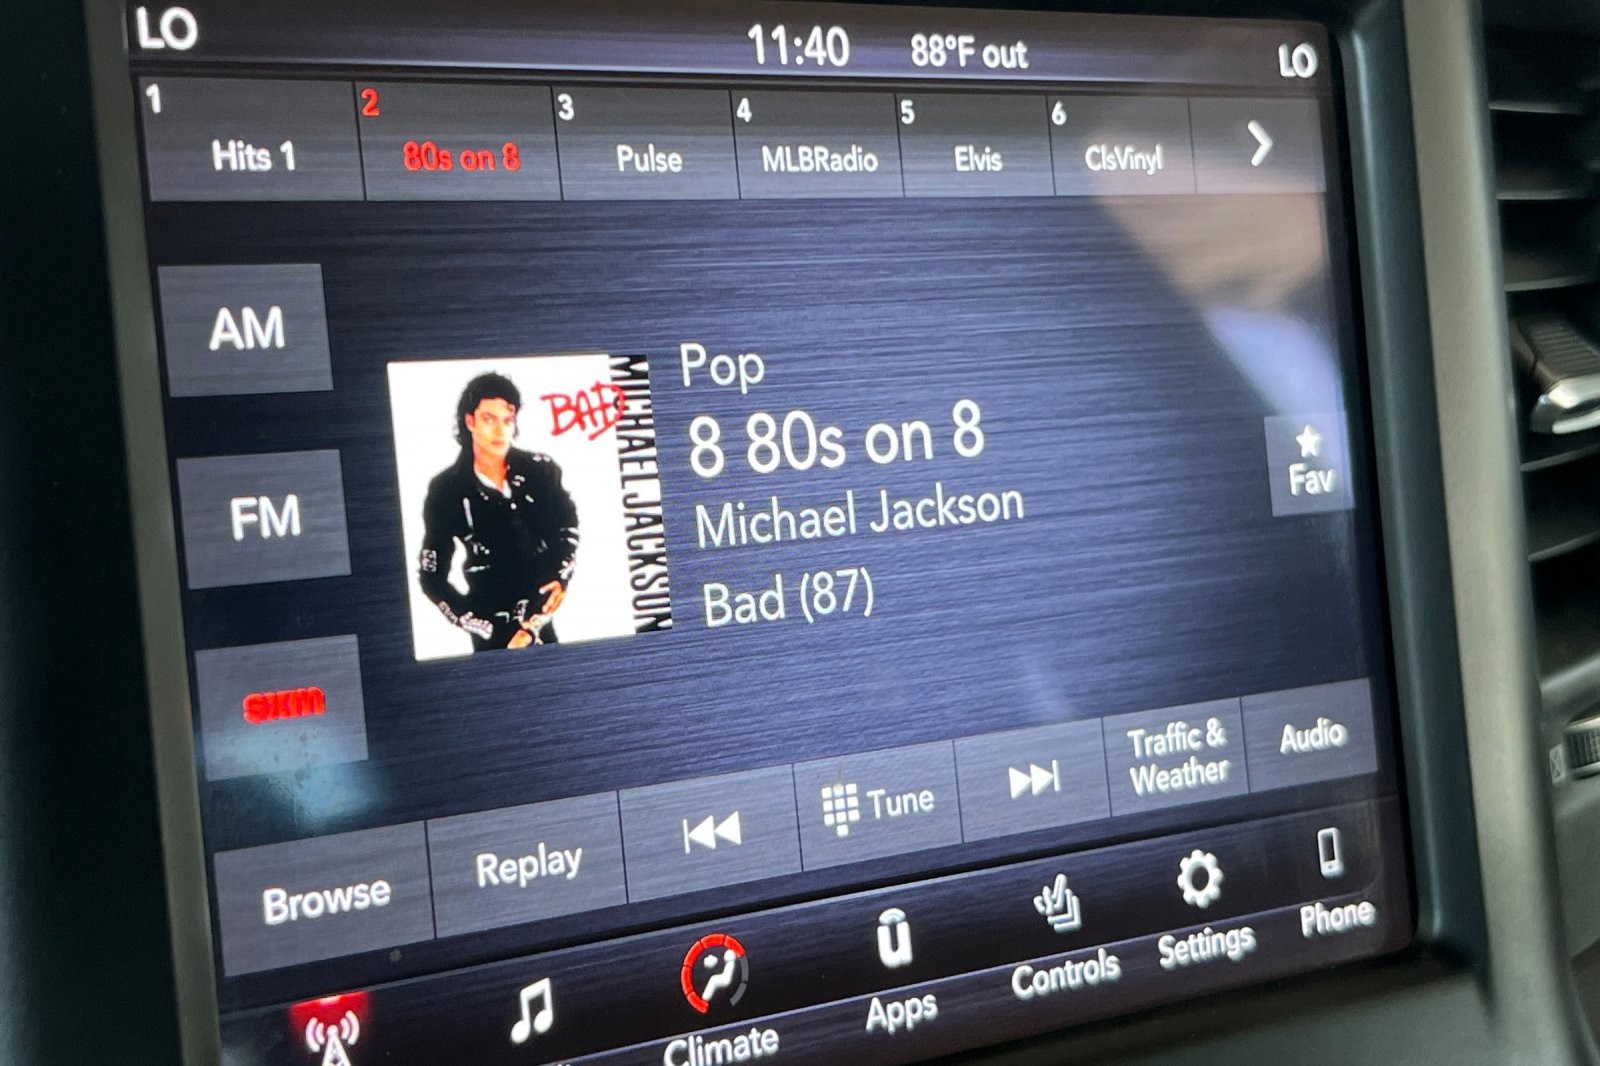 LO 11:40 88°F out LO
1 2 3 4 5 6
Hits 1 80s on 8 Pulse MLBRadio Elvis ClsVinyl
AM
FM
sxm
BAD
MICHAEL JACKSON
Pop
8 80s on 8
Michael Jackson
Bad (87)
Fav
Browse Replay Tune Traffic & Weather Audio
Climate Apps Controls Settings Phone